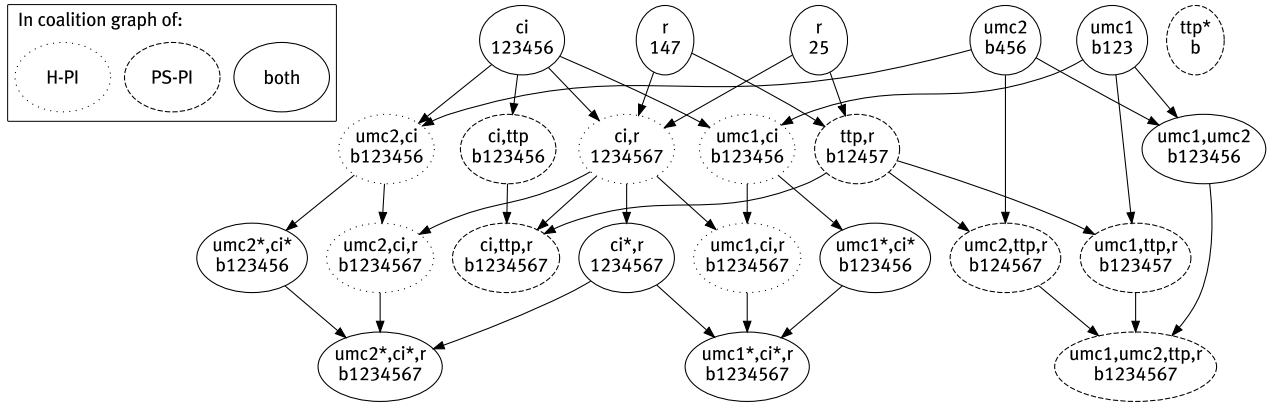 In coalition graph of:
H-PI
PS-PI
both
ci
123456
r
147
r
25
umc2
b456
umc1
b123
ttp*
b
umc2,ci
b123456
ci,ttp
b123456
ci,r
1234567
umc1,ci
b123456
ttp,r
b12457
umc1,umc2
b123456
umc2*,ci*
b123456
umc2,ci,r
b1234567
ci,ttp,r
b1234567
ci*,r
1234567
umc1,ci,r
b1234567
umc1*,ci*
b123456
umc2,ttp,r
b124567
umc1,ttp,r
b123457
umc2*,ci*,r
b1234567
umc1*,ci*,r
b1234567
umc1,umc2,ttp,r
b1234567